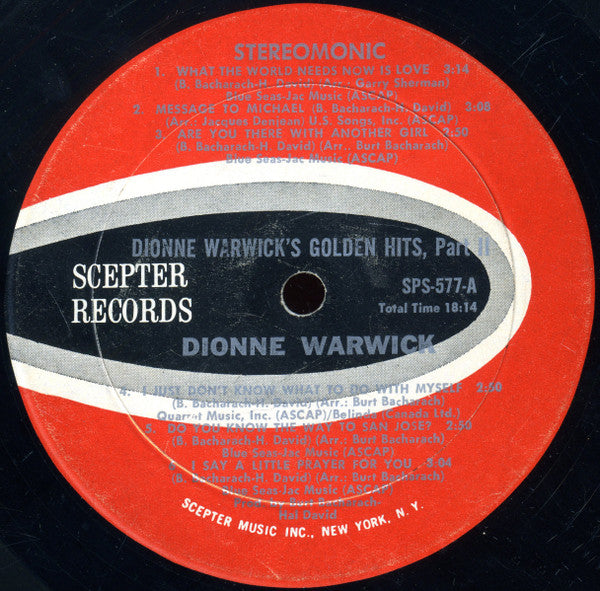 STEREOMONIC
1. WHAT THE WORLD NEEDS NOW IS LOVE 3:14
(B. Bacharach-H. David) (Arr.: Garry Sherman)
Blue Seas-Jac Music (ASCAP)
2. MESSAGE TO MICHAEL (B. Bacharach-H. David) 3:08
(Arr.: Jacques Denjean) U.S. Songs, Inc. (ASCAP)
3. ARE YOU THERE WITH ANOTHER GIRL 2:50
(B. Bacharach-H. David) (Arr.: Burt Bacharach)
Blue Seas-Jac Music (ASCAP)
DIONNE WARWICK'S GOLDEN HITS, Part II
SCEPTER
RECORDS
SPS-577-A
Total Time 18:14
DIONNE WARWICK
4. I JUST DON'T KNOW WHAT TO DO WITH MYSELF 2:50
(B. Bacharach-H. David) (Arr.: Burt Bacharach)
Quartet Music, Inc. (ASCAP)/Belinda (Canada Ltd.)
5. DO YOU KNOW THE WAY TO SAN JOSE? 2:50
(B. Bacharach-H. David) (Arr.: Burt Bacharach)
Blue Seas-Jac Music (ASCAP)
I SAY A LITTLE PRAYER FOR YOU 3:04
(B. Bacharach-H. David) (Arr.: Burt Bacharach)
Blue Seas-Jac Music (ASCAP)
Prod. by Burt Bacharach-
Hal David
SCEPTER MUSIC INC., NEW YORK, N. Y.